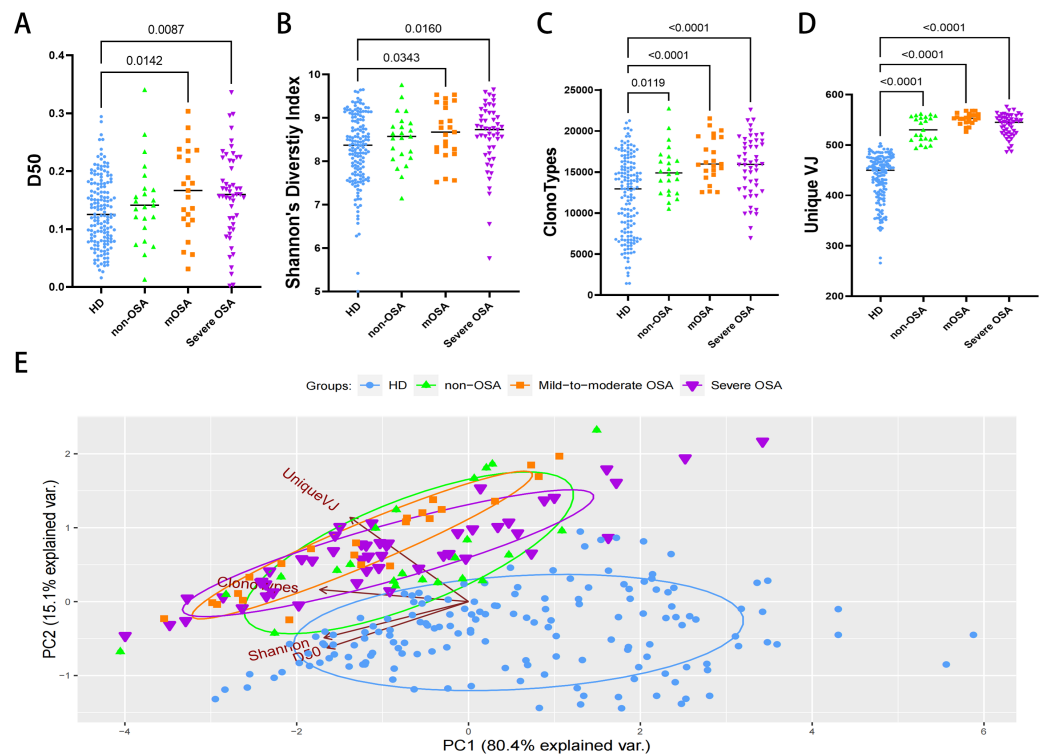 A
B
C
D
0.0087
0.0142
D50
0.4
0.3
0.2
0.1
0.0
HD
non-OSA
mOSA
Severe OSA
0.0160
0.0343
Shannon's Diverstiy Index
10
9
8
7
6
5
HD
non-OSA
mOSA
Severe OSA
<0.0001
<0.0001
0.0119
ClonoTypes
25000
20000
15000
10000
5000
0
HD
non-OSA
mOSA
Severe OSA
<0.0001
<0.0001
<0.0001
Unique VJ
600
500
400
300
200
HD
non-OSA
mOSA
Severe OSA
E
Groups: HD non-OSA Mild-to-moderate OSA Severe OSA
PC2 (15.1% explained var.)
2
1
0
−1
UniqueVJ
ClonoTypes
Shannon
D50
−4 −2 0 2 4 6
PC1 (80.4% explained var.)